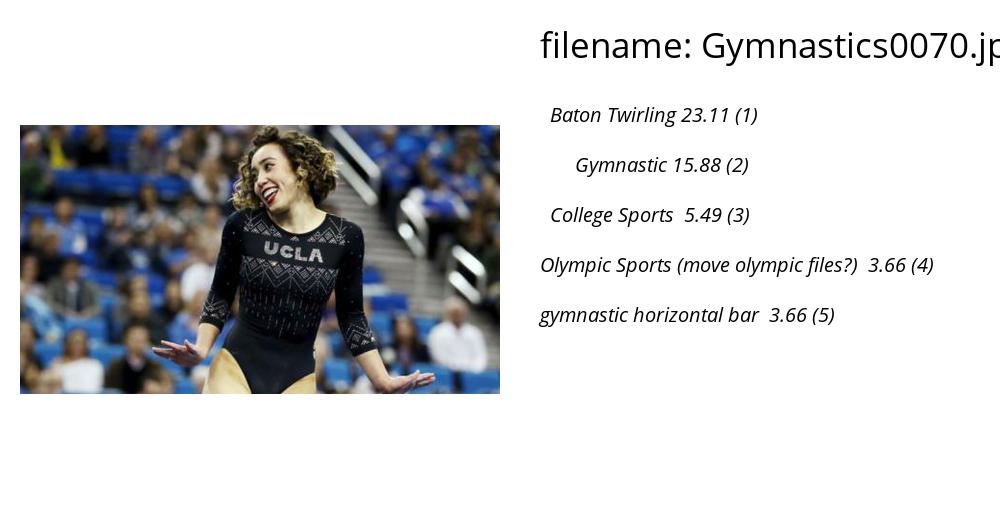 filename: Gymnastics0070.jp
Baton Twirling 23.11 (1)
Gymnastic 15.88 (2)
College Sports 5.49 (3)
Olympic Sports (move olympic files?) 3.66 (4)
gymnastic horizontal bar 3.66 (5)
UCLA